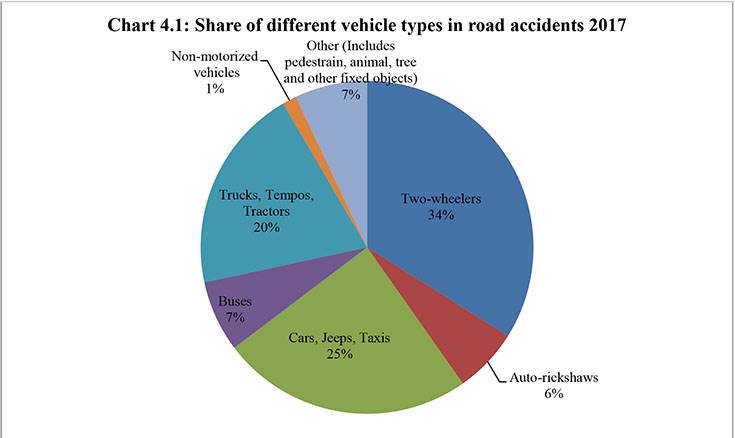 Chart 4.1: Share of different vehicle types in road accidents 2017
Non-motorized
vehicles
1%
Other (Includes
pedestrain, animal, tree
and other fixed objects)
7%
Two-wheelers
34%
Trucks, Tempos,
Tractors
20%
Buses
7%
Cars, Jeeps, Taxis
25%
Auto-rickshaws
6%